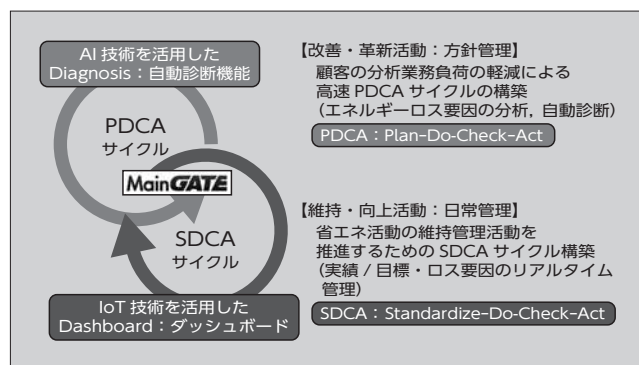 AI 技術を活用した
Diagnosis：自動診断機能
PDCA
サイクル
MainGATE
SDCA
サイクル
IoT 技術を活用した
Dashboard：ダッシュボード
【改善・革新活動：方針管理】
顧客の分析業務負荷の軽減による
高速 PDCA サイクルの構築
（エネルギーロス要因の分析, 自動診断）
PDCA：Plan–Do-Check–Act
【維持・向上活動：日常管理】
省エネ活動の維持管理活動を
推進するための SDCA サイクル構築
（実績 / 目標・ロス要因のリアルタイム
管理）
SDCA：Standardize–Do-Check–Act